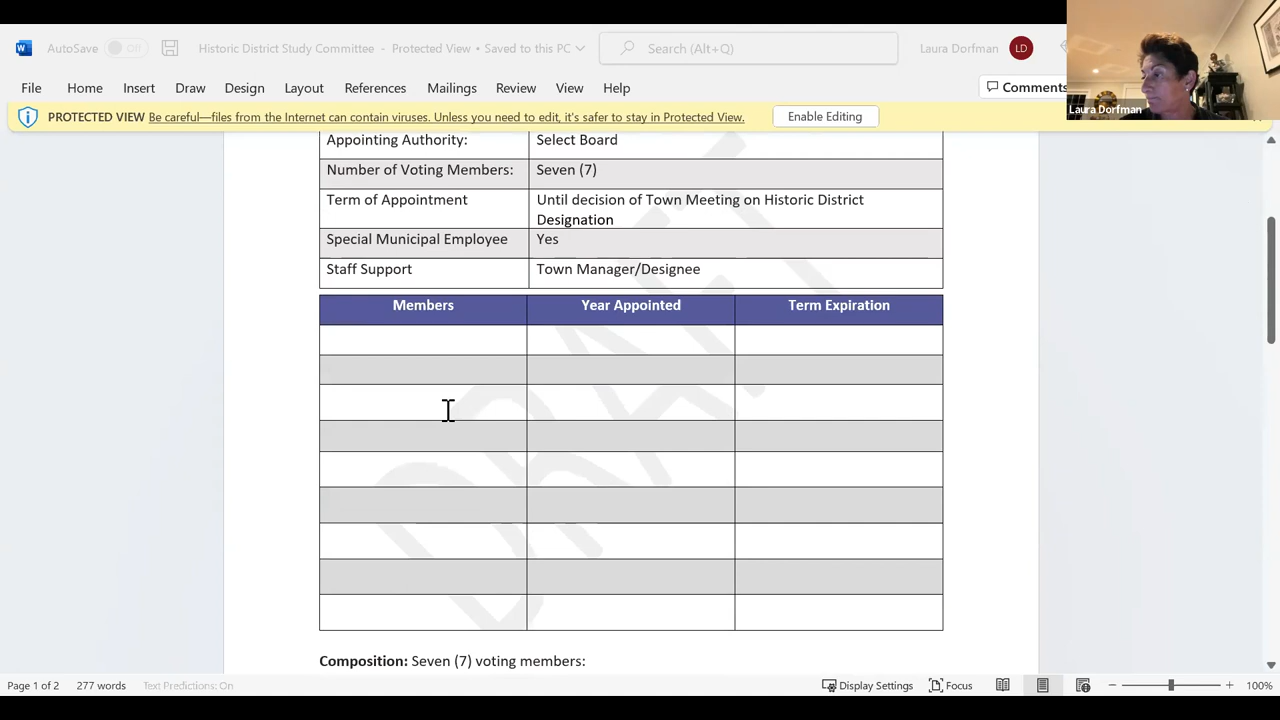 AutoSave Off Historic District Study Committee - Protected View • Saved to this PC Search (Alt+Q) Laura Dorfman LD
File Home Insert Draw Design Layout References Mailings Review View Help Comments
Laura Dorfman
PROTECTED VIEW Be careful—files from the Internet can contain viruses. Unless you need to edit, it's safer to stay in Protected View. Enable Editing
Appointing Authority: Select Board
Number of Voting Members: Seven (7)
Term of Appointment Until decision of Town Meeting on Historic District
Designation
Special Municipal Employee Yes
Staff Support Town Manager/Designee
Members Year Appointed Term Expiration
DRAFT
Composition: Seven (7) voting members:
Page 1 of 2 277 words Text Predictions: On Display Settings Focus 100%